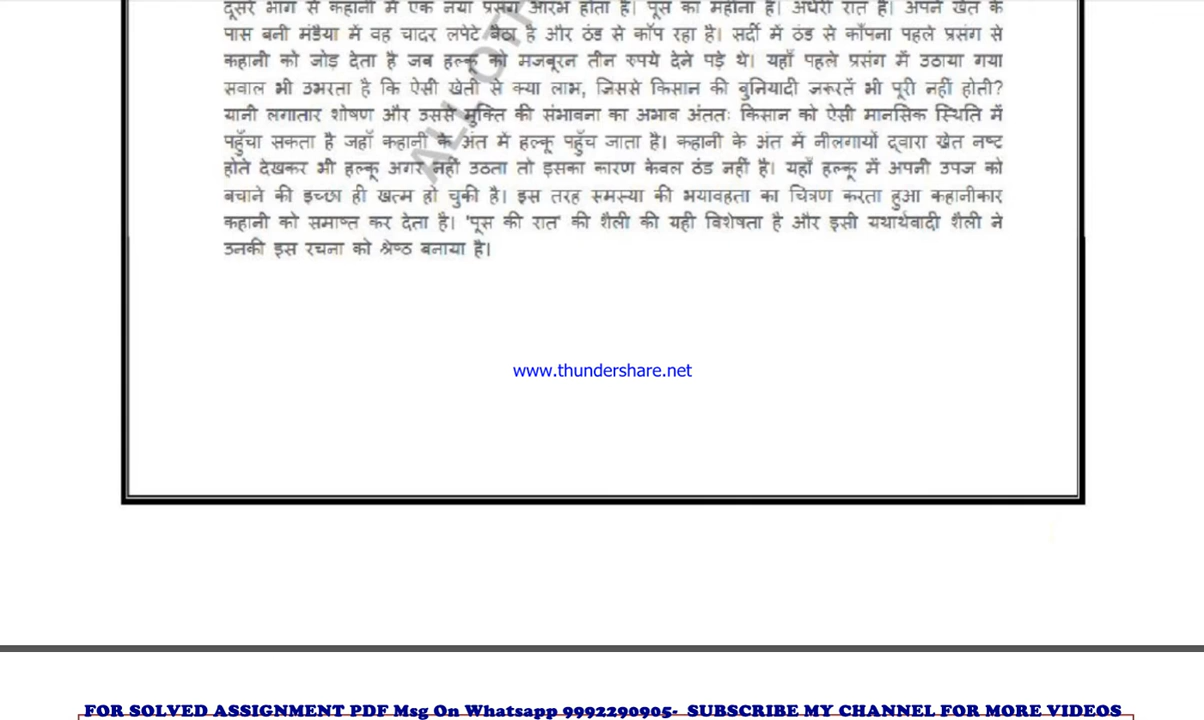 दूसरे भाग से कहानी में एक नया प्रसंग आरंभ होता है। पूस का महीना है। अंधेरी रात है। अपने खेत के
पास बनी मंडैया में वह चादर लपेटे बैठा है और ठंड से काँप रहा है। सर्दी में ठंड से काँपना पहले प्रसंग से
कहानी को जोड़ देता है जब हल्कू को मजबूरन तीन रुपये देने पड़े थे। यहाँ पहले प्रसंग में उठाया गया
सवाल भी उभरता है कि ऐसी खेती से क्या लाभ, जिससे किसान की बुनियादी जरूरतें भी पूरी नहीं होती?
यानी लगातार शोषण और उससे मुक्ति की संभावना का अभाव अंततः किसान को ऐसी मानसिक स्थिति में
पहुँचा सकता है जहाँ कहानी के अंत में हल्कू पहुँच जाता है। कहानी के अंत में नीलगायों द्वारा खेत नष्ट
होते देखकर भी हल्कू अगर नहीं उठता तो इसका कारण केवल ठंड नहीं है। यहाँ हल्कू में अपनी उपज को
बचाने की इच्छा ही खत्म हो चुकी है। इस तरह समस्या की भयावहता का चित्रण करता हुआ कहानीकार
कहानी को समाप्त कर देता है। 'पूस की रात' की शैली की यही विशेषता है और इसी यथार्थवादी शैली ने
उनकी इस रचना को श्रेष्ठ बनाया है।
ALL OTH
www.thundershare.net
FOR SOLVED ASSIGNMENT PDF Msg On Whatsapp 9992290905- SUBSCRIBE MY CHANNEL FOR MORE VIDEOS